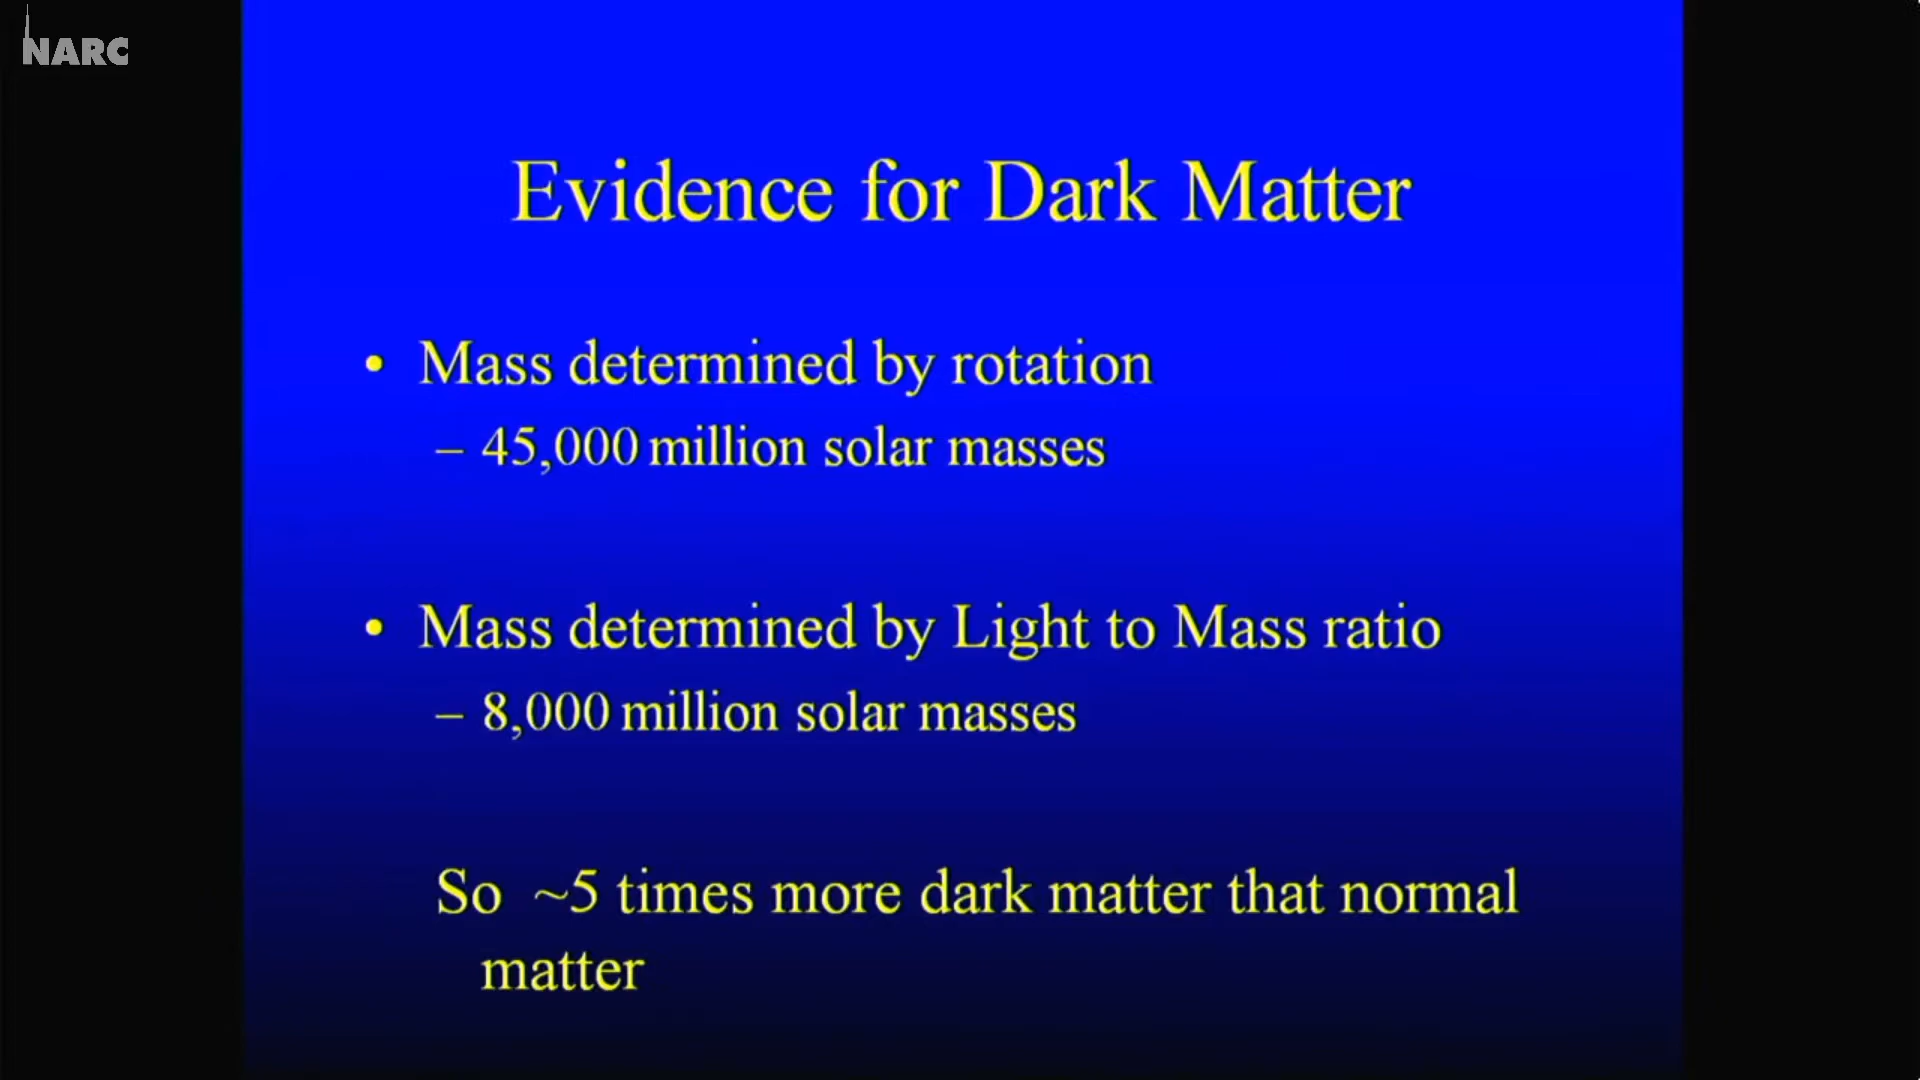 NARC
Evidence for Dark Matter
• Mass determined by rotation
– 45,000 million solar masses
• Mass determined by Light to Mass ratio
– 8,000 million solar masses
So ~5 times more dark matter that normal
matter